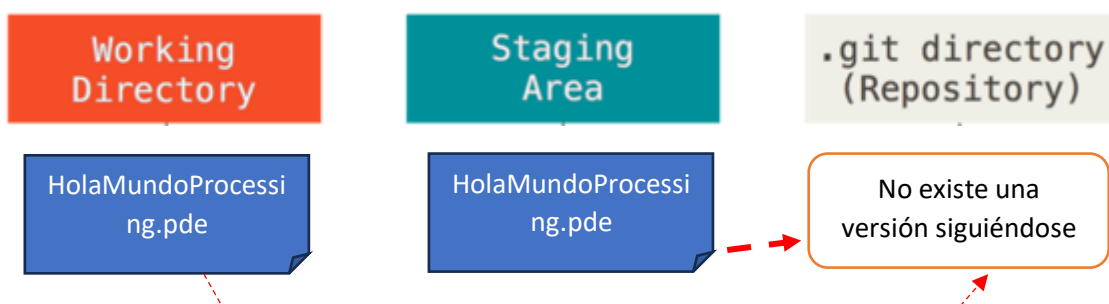 Working
Directory
Staging
Area
.git directory
(Repository)
HolaMundoProcessi
ng.pde
HolaMundoProcessi
ng.pde
No existe una
versión siguiéndose